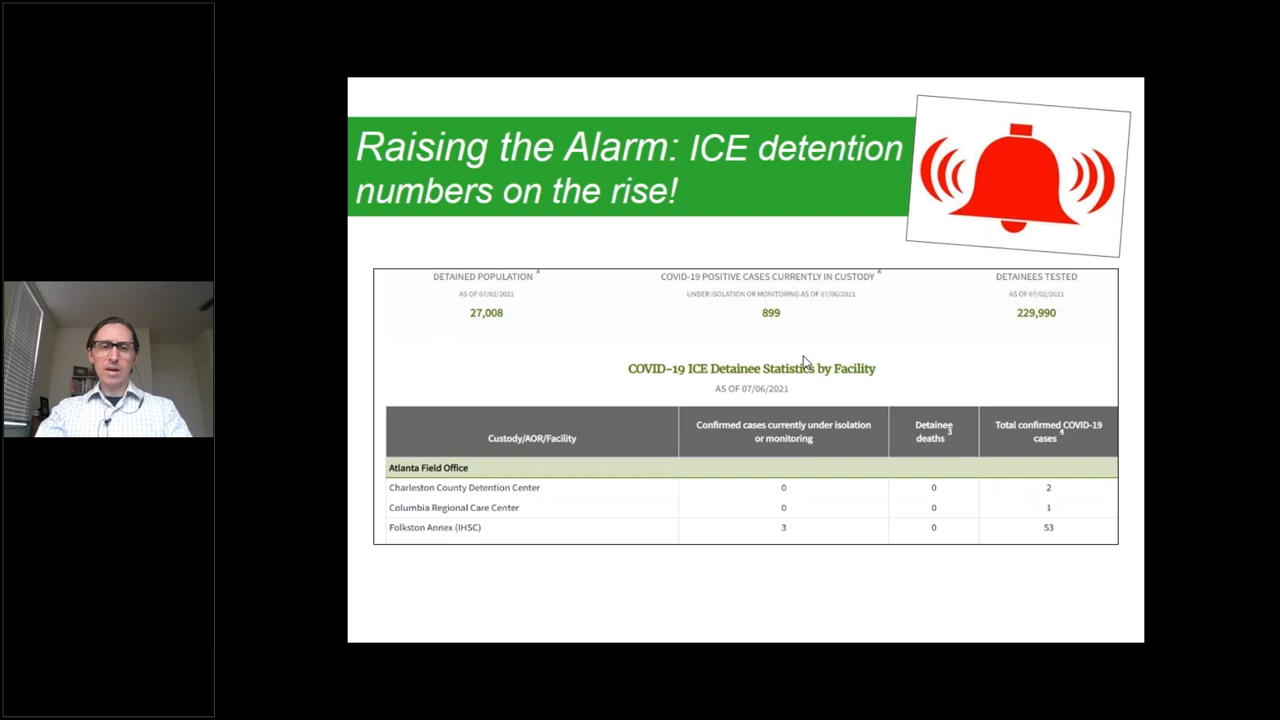 Raising the Alarm: ICE detention
numbers on the rise!
DETAINED POPULATION
AS OF 07/02/2021
27,008
COVID-19 POSITIVE CASES CURRENTLY IN CUSTODY
UNDER ISOLATION OR MONITORING AS OF 07/06/2021
899
DETAINEES TESTED
AS OF 07/02/2021
229,990
COVID-19 ICE Detainee Statistics by Facility
AS OF 07/06/2021
Custody/AOR/Facility
Confirmed cases currently under isolation
or monitoring
Detainee
deaths 3
Total confirmed COVID-19
cases 4
Atlanta Field Office
Charleston County Detention Center 0 0 2
Columbia Regional Care Center 0 0 1
Folkston Annex (IHSC) 3 0 53